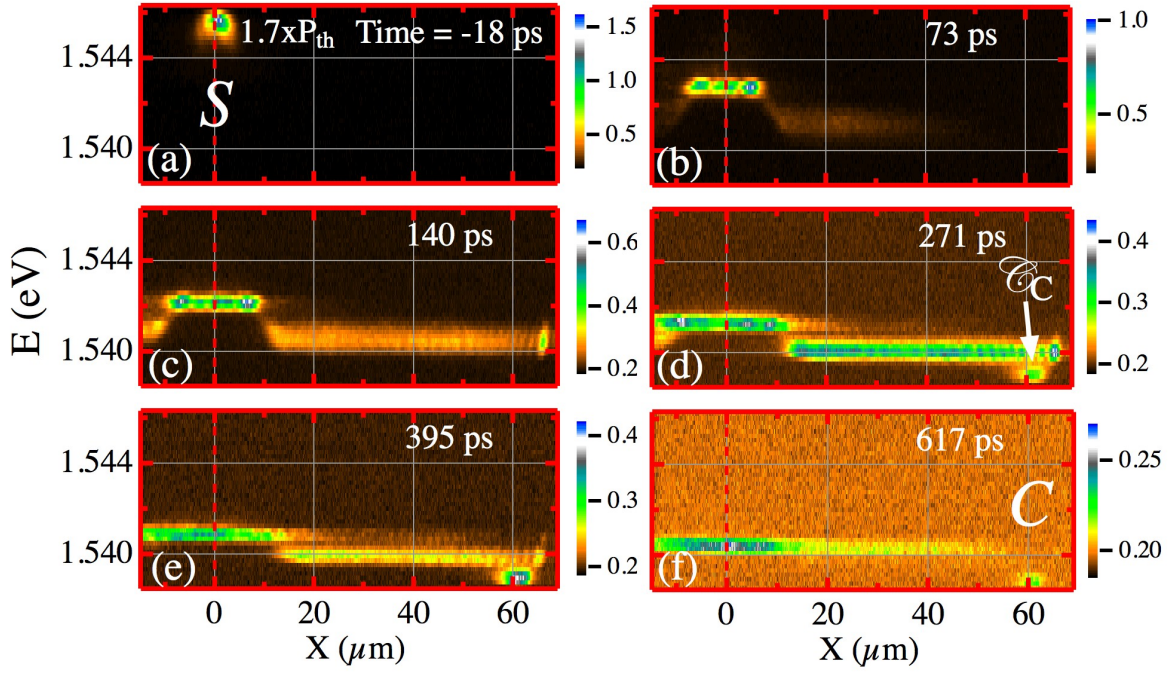 1.7xPth Time = -18 ps
S
(a)
1.544
1.540
1.5
1.0
0.5
73 ps
(b)
1.0
0.5
140 ps
(c)
1.544
1.540
0.6
0.4
0.2
271 ps
𝒞C
(d)
0.4
0.3
0.2
395 ps
(e)
1.544
1.540
0.4
0.3
0.2
617 ps
C
(f)
0.25
0.20
E (eV)
0 20 40 60
X (µm)
0 20 40 60
X (µm)